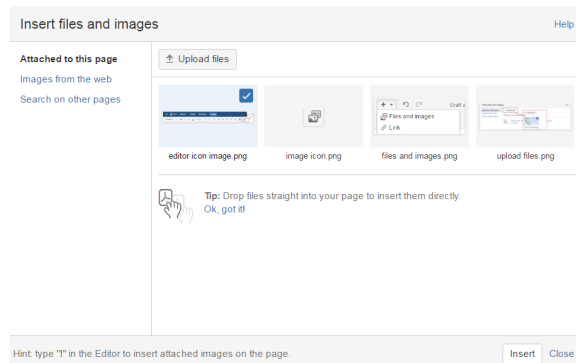 Insert files and images
Help
Attached to this page
Images from the web
Search on other pages
Upload files
editor icon image.png
image icon.png
Draft s
Files and images
Link
files and images.png
upload files.png
Tip: Drop files straight into your page to insert them directly.
Ok, got it!
Hint: type "!" in the Editor to insert attached images on the page.
Insert
Close